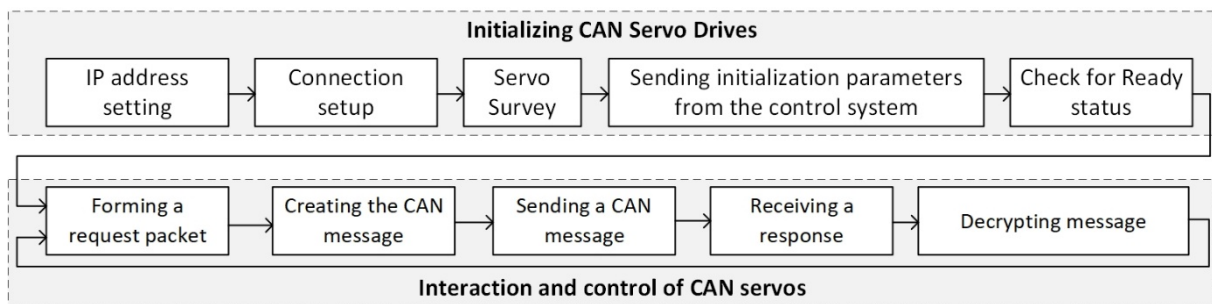 Initializing CAN Servo Drives
IP address
setting
Connection
setup
Servo
Survey
Sending initialization parameters
from the control system
Check for Ready
status
Forming a
request packet
Creating the CAN
message
Sending a CAN
message
Receiving a
response
Decrypting message
Interaction and control of CAN servos